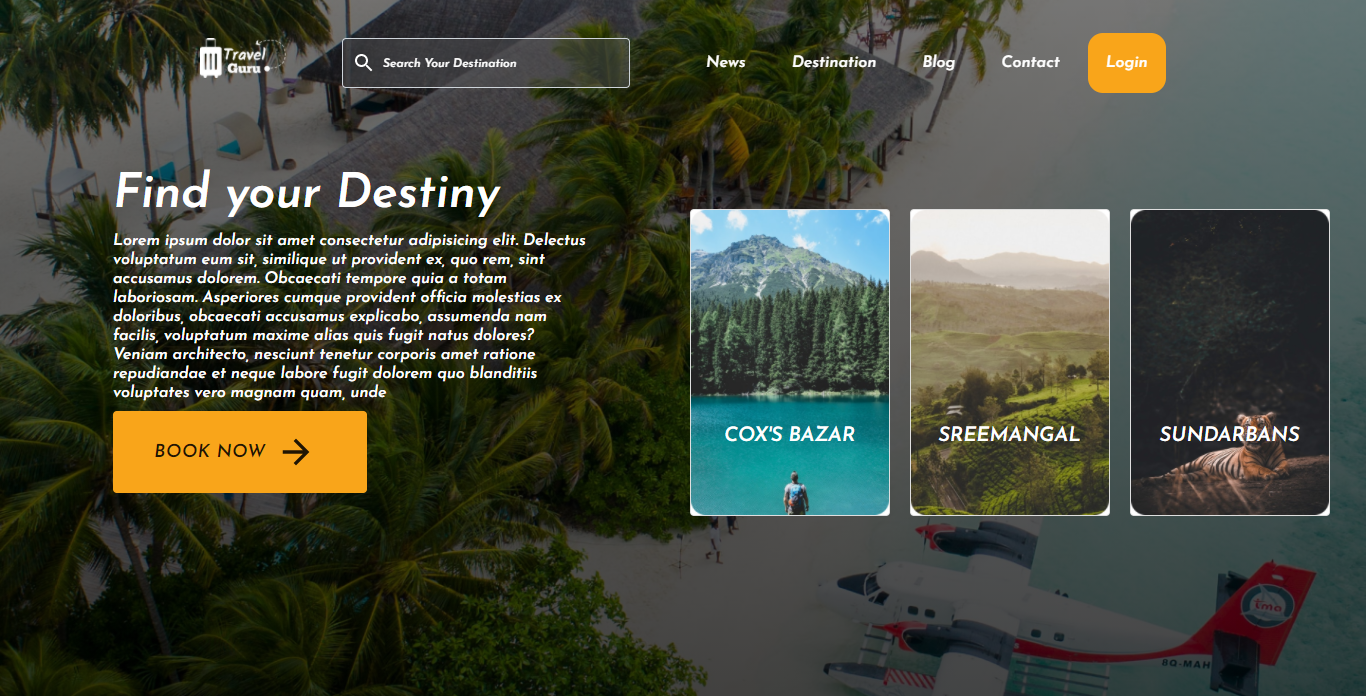 Travel
Guru
Search Your Destination
News
Destination
Blog
Contact
Login
Find your Destiny
Lorem ipsum dolor sit amet consectetur adipisicing elit. Delectus
voluptatum eum sit, similique ut provident ex, quo rem, sint
accusamus dolorem. Obcaecati tempore quia a totam
laboriosam. Asperiores cumque provident officia molestias ex
doloribus, obcaecati accusamus explicabo, assumenda nam
facilis, voluptatum maxime alias quis fugit natus dolores?
Veniam architecto, nesciunt tenetur corporis amet ratione
repudiandae et neque labore fugit dolorem quo blanditiis
voluptates vero magnam quam, unde
BOOK NOW
COX'S BAZAR
SREEMANGAL
SUNDARBANS
tma
8Q-MAH